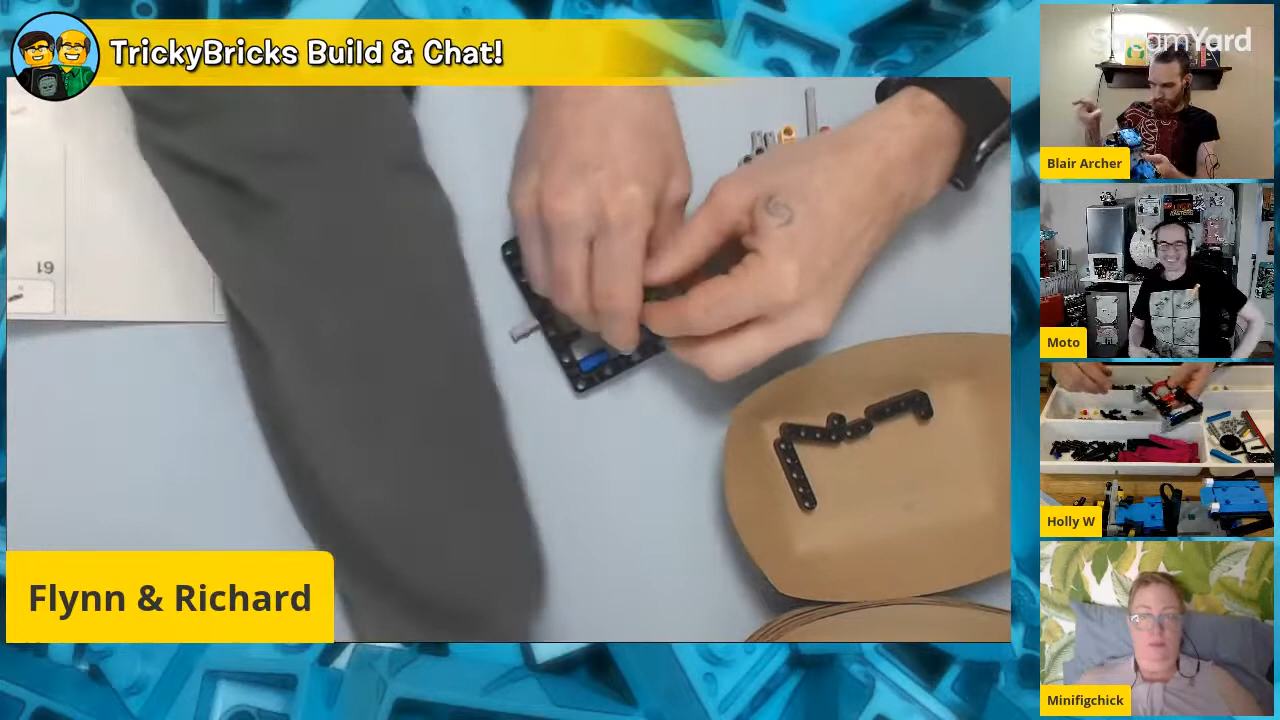 TrickyBricks Build & Chat!
StreamYard
Blair Archer
Moto
61
Holly W
Flynn & Richard
Minifigchick